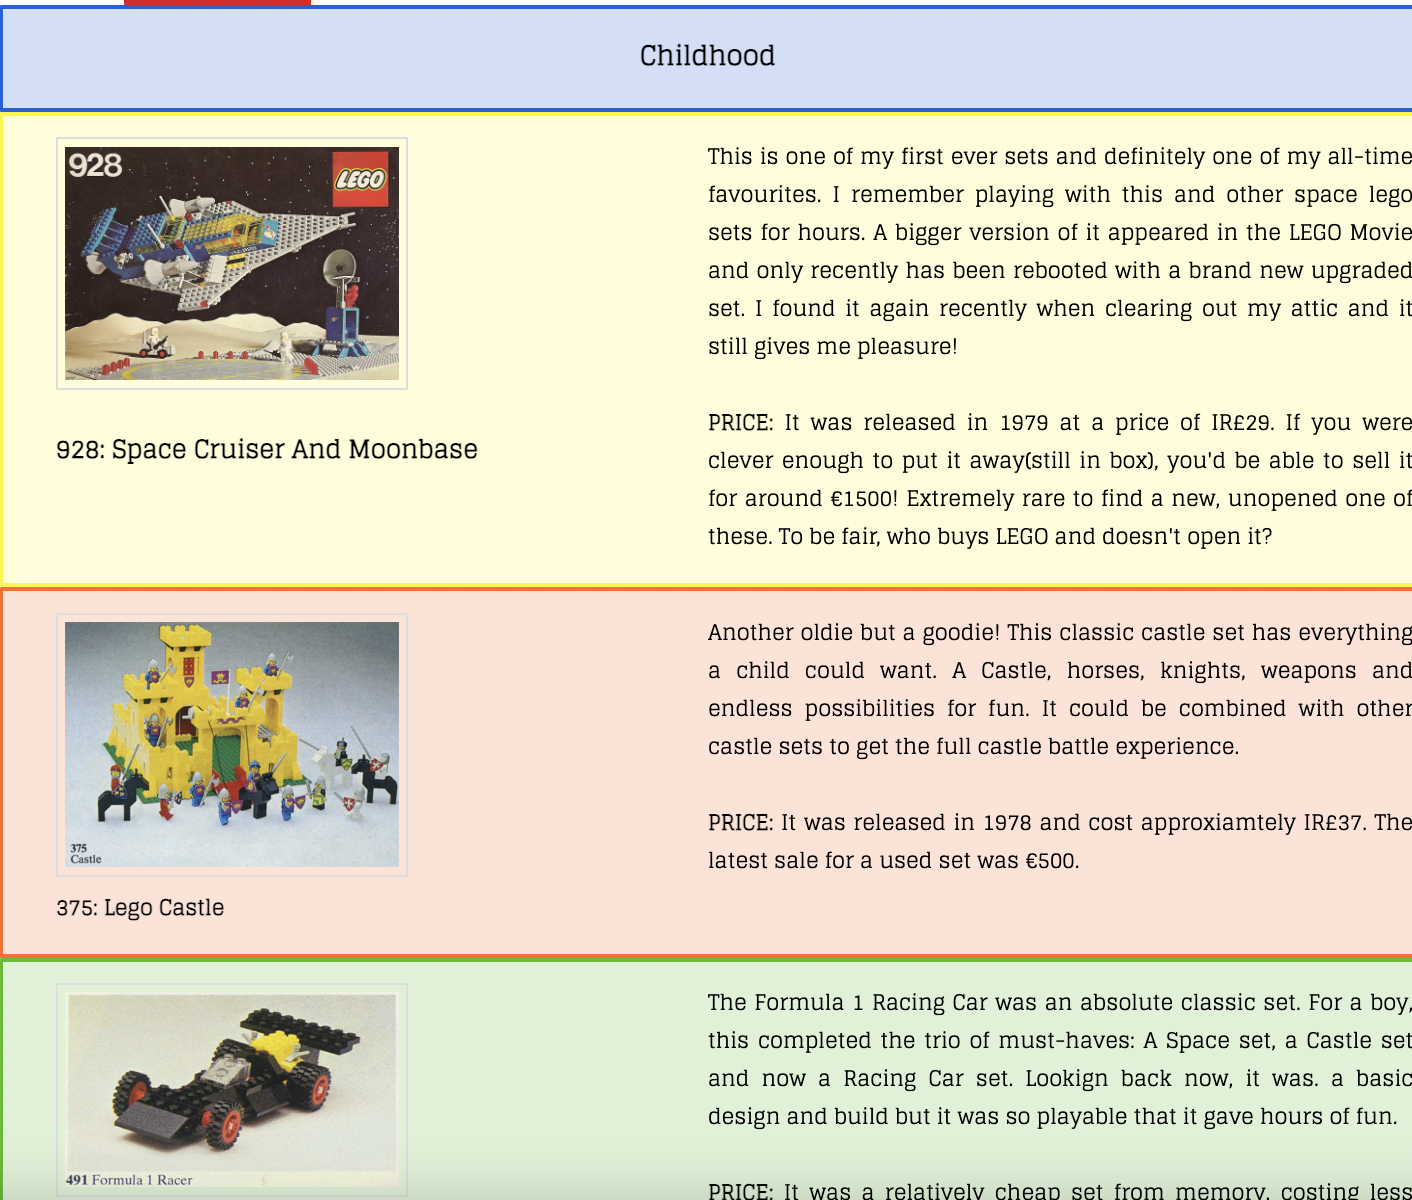 Childhood
928
LEGO
928: Space Cruiser And Moonbase
This is one of my first ever sets and definitely one of my all-time
favourites. I remember playing with this and other space lego
sets for hours. A bigger version of it appeared in the LEGO Movie
and only recently has been rebooted with a brand new upgraded
set. I found it again recently when clearing out my attic and it
still gives me pleasure!
PRICE: It was released in 1979 at a price of IR£29. If you were
clever enough to put it away(still in box), you'd be able to sell it
for around €1500! Extremely rare to find a new, unopened one of
these. To be fair, who buys LEGO and doesn't open it?
375
Castle
375: Lego Castle
Another oldie but a goodie! This classic castle set has everything
a child could want. A Castle, horses, knights, weapons and
endless possibilities for fun. It could be combined with other
castle sets to get the full castle battle experience.
PRICE: It was released in 1978 and cost approxiamtely IR£37. The
latest sale for a used set was €500.
491 Formula 1 Racer
The Formula 1 Racing Car was an absolute classic set. For a boy,
this completed the trio of must-haves: A Space set, a Castle set
and now a Racing Car set. Lookign back now, it was. a basic
design and build but it was so playable that it gave hours of fun.
PRICE: It was a relatively cheap set from memory, costing less